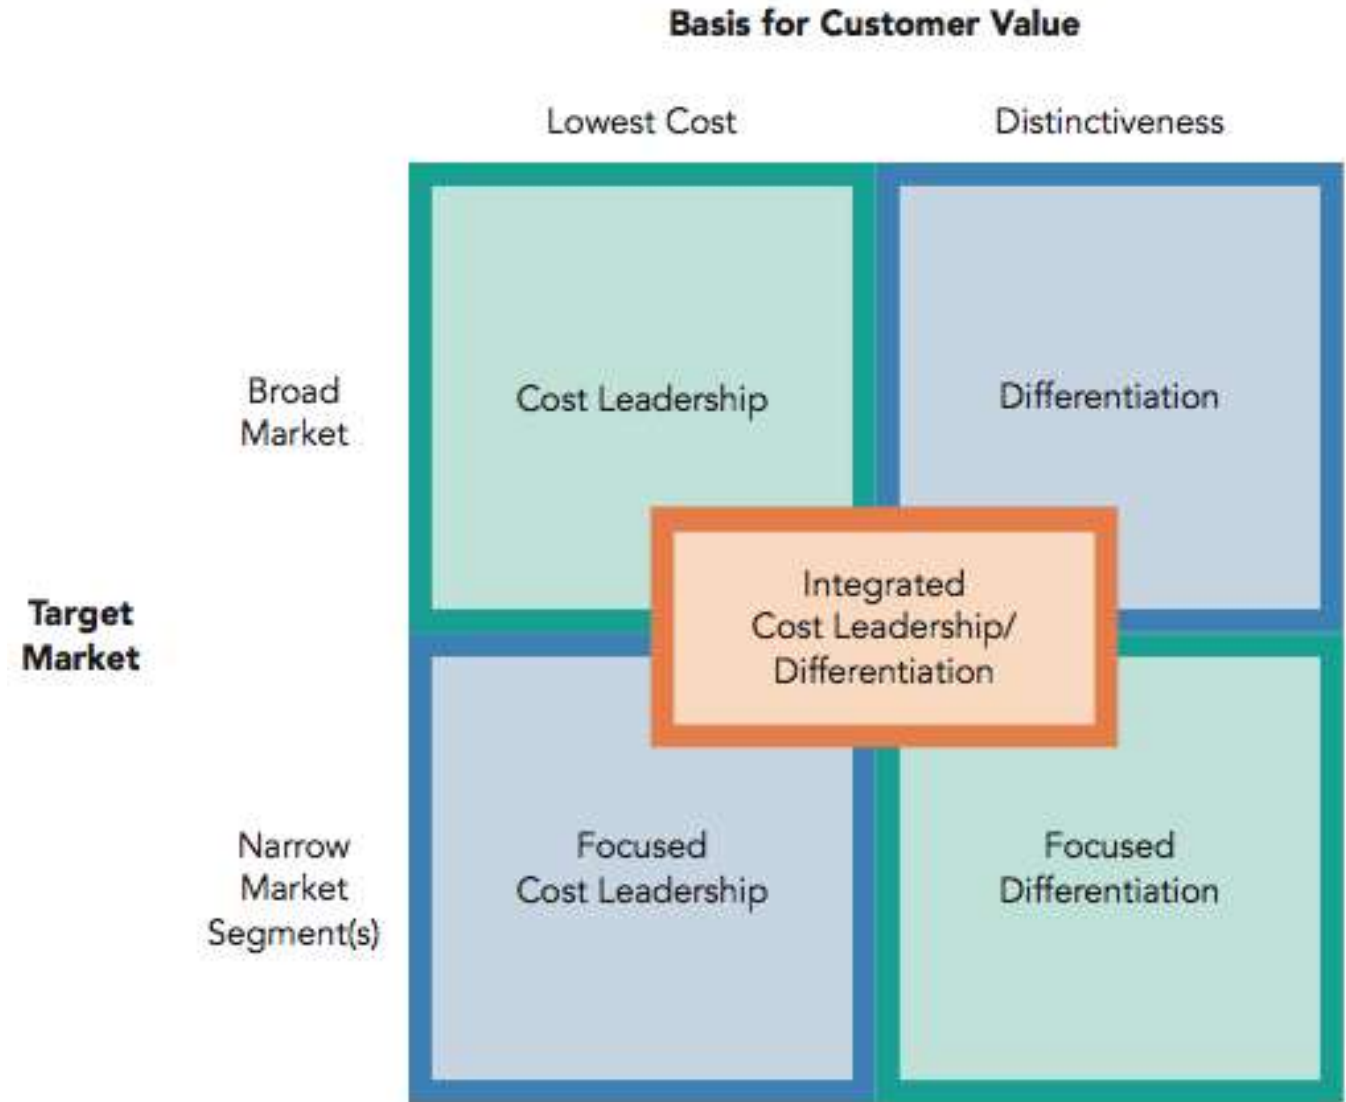 Basis for Customer Value
Lowest Cost
Distinctiveness
Broad
Market
Cost Leadership
Differentiation
Target
Market
Integrated
Cost Leadership/
Differentiation
Narrow
Market
Segment(s)
Focused
Cost Leadership
Focused
Differentiation